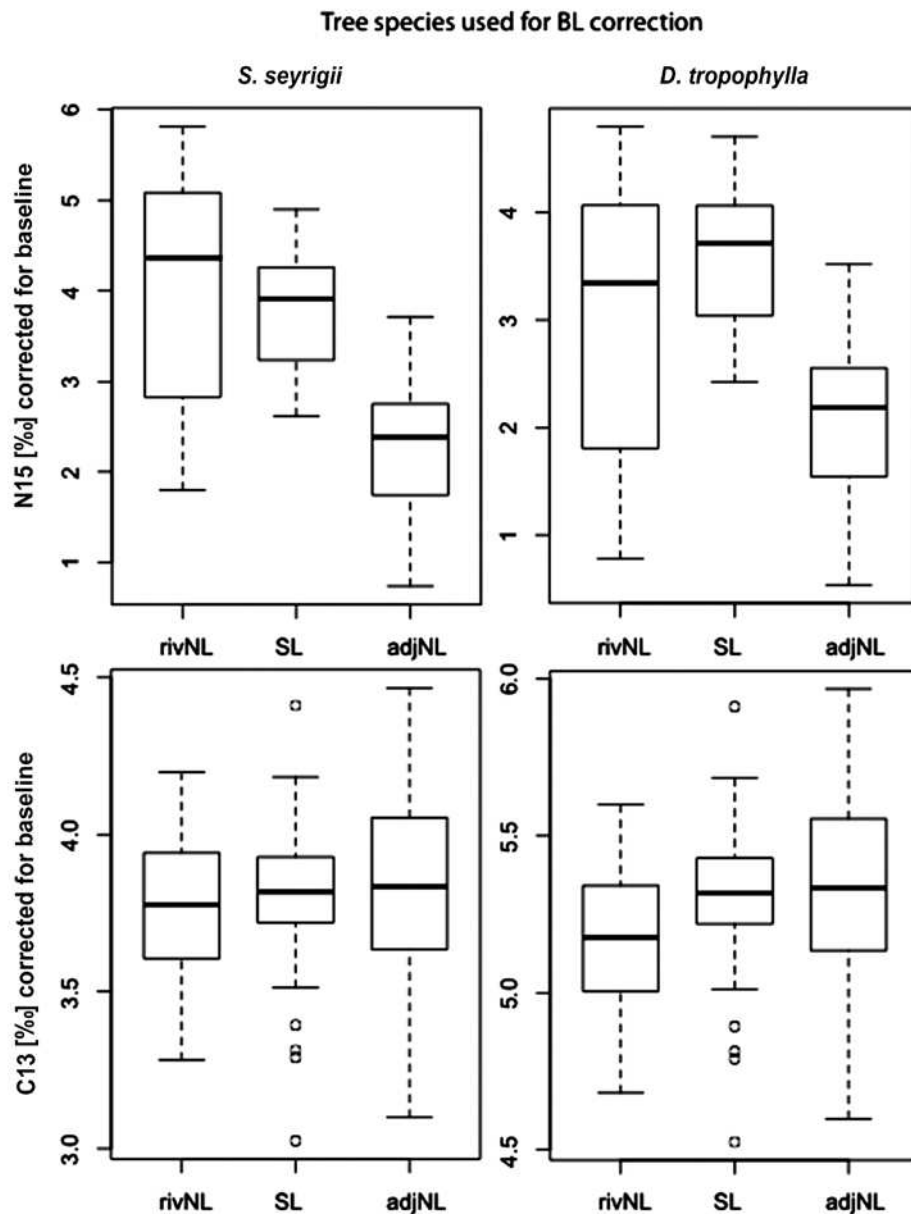 Tree species used for BL correction
S. seyrigii
D. tropophylla
N15 [‰] corrected for baseline
6
5
4
3
2
1
4
3
2
1
rivNL SL adjNL
rivNL SL adjNL
C13 [‰] corrected for baseline
4.5
4.0
3.5
3.0
6.0
5.5
5.0
4.5
rivNL SL adjNL
rivNL SL adjNL